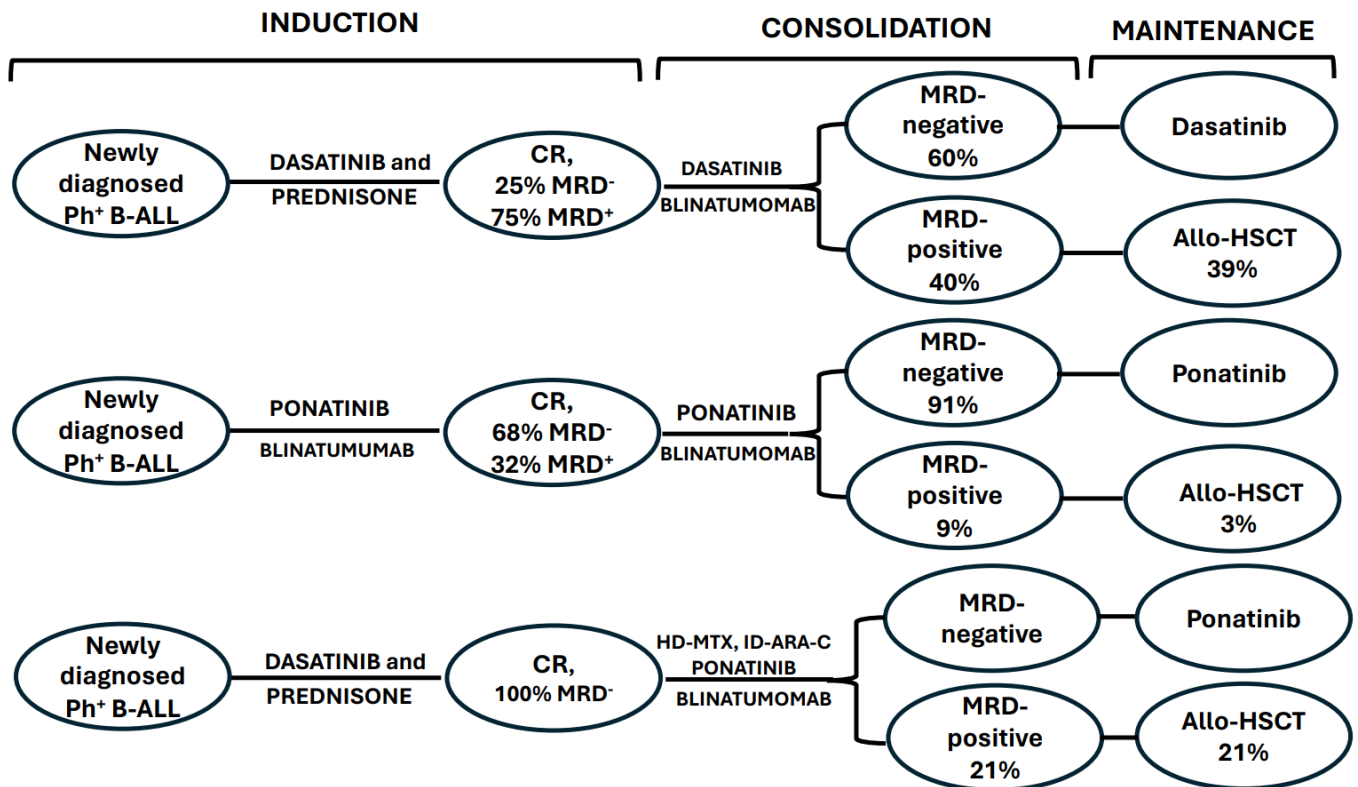 INDUCTION
CONSOLIDATION
MAINTENANCE
Newly
diagnosed
Ph⁺ B-ALL
DASATINIB and
PREDNISONE
CR,
25% MRD⁻
75% MRD⁺
DASATINIB
BLINATUMOMAB
MRD-
negative
60%
Dasatinib
MRD-
positive
40%
Allo-HSCT
39%
Newly
diagnosed
Ph⁺ B-ALL
PONATINIB
BLINATUMUMAB
CR,
68% MRD⁻
32% MRD⁺
PONATINIB
BLINATUMOMAB
MRD-
negative
91%
Ponatinib
MRD-
positive
9%
Allo-HSCT
3%
Newly
diagnosed
Ph⁺ B-ALL
DASATINIB and
PREDNISONE
CR,
100% MRD⁻
HD-MTX, ID-ARA-C
PONATINIB
BLINATUMOMAB
MRD-
negative
Ponatinib
MRD-
positive
21%
Allo-HSCT
21%